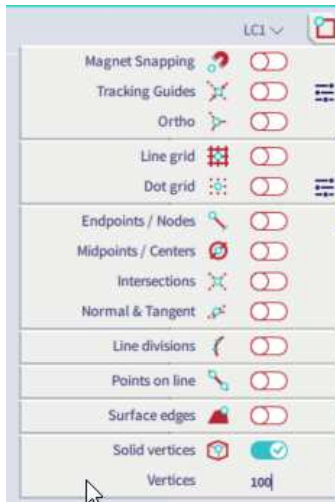 LC1
Magnet Snapping
Tracking Guides
Ortho
Line grid
Dot grid
Endpoints / Nodes
Midpoints / Centers
Intersections
Normal & Tangent
Line divisions
Points on line
Surface edges
Solid vertices
Vertices 100